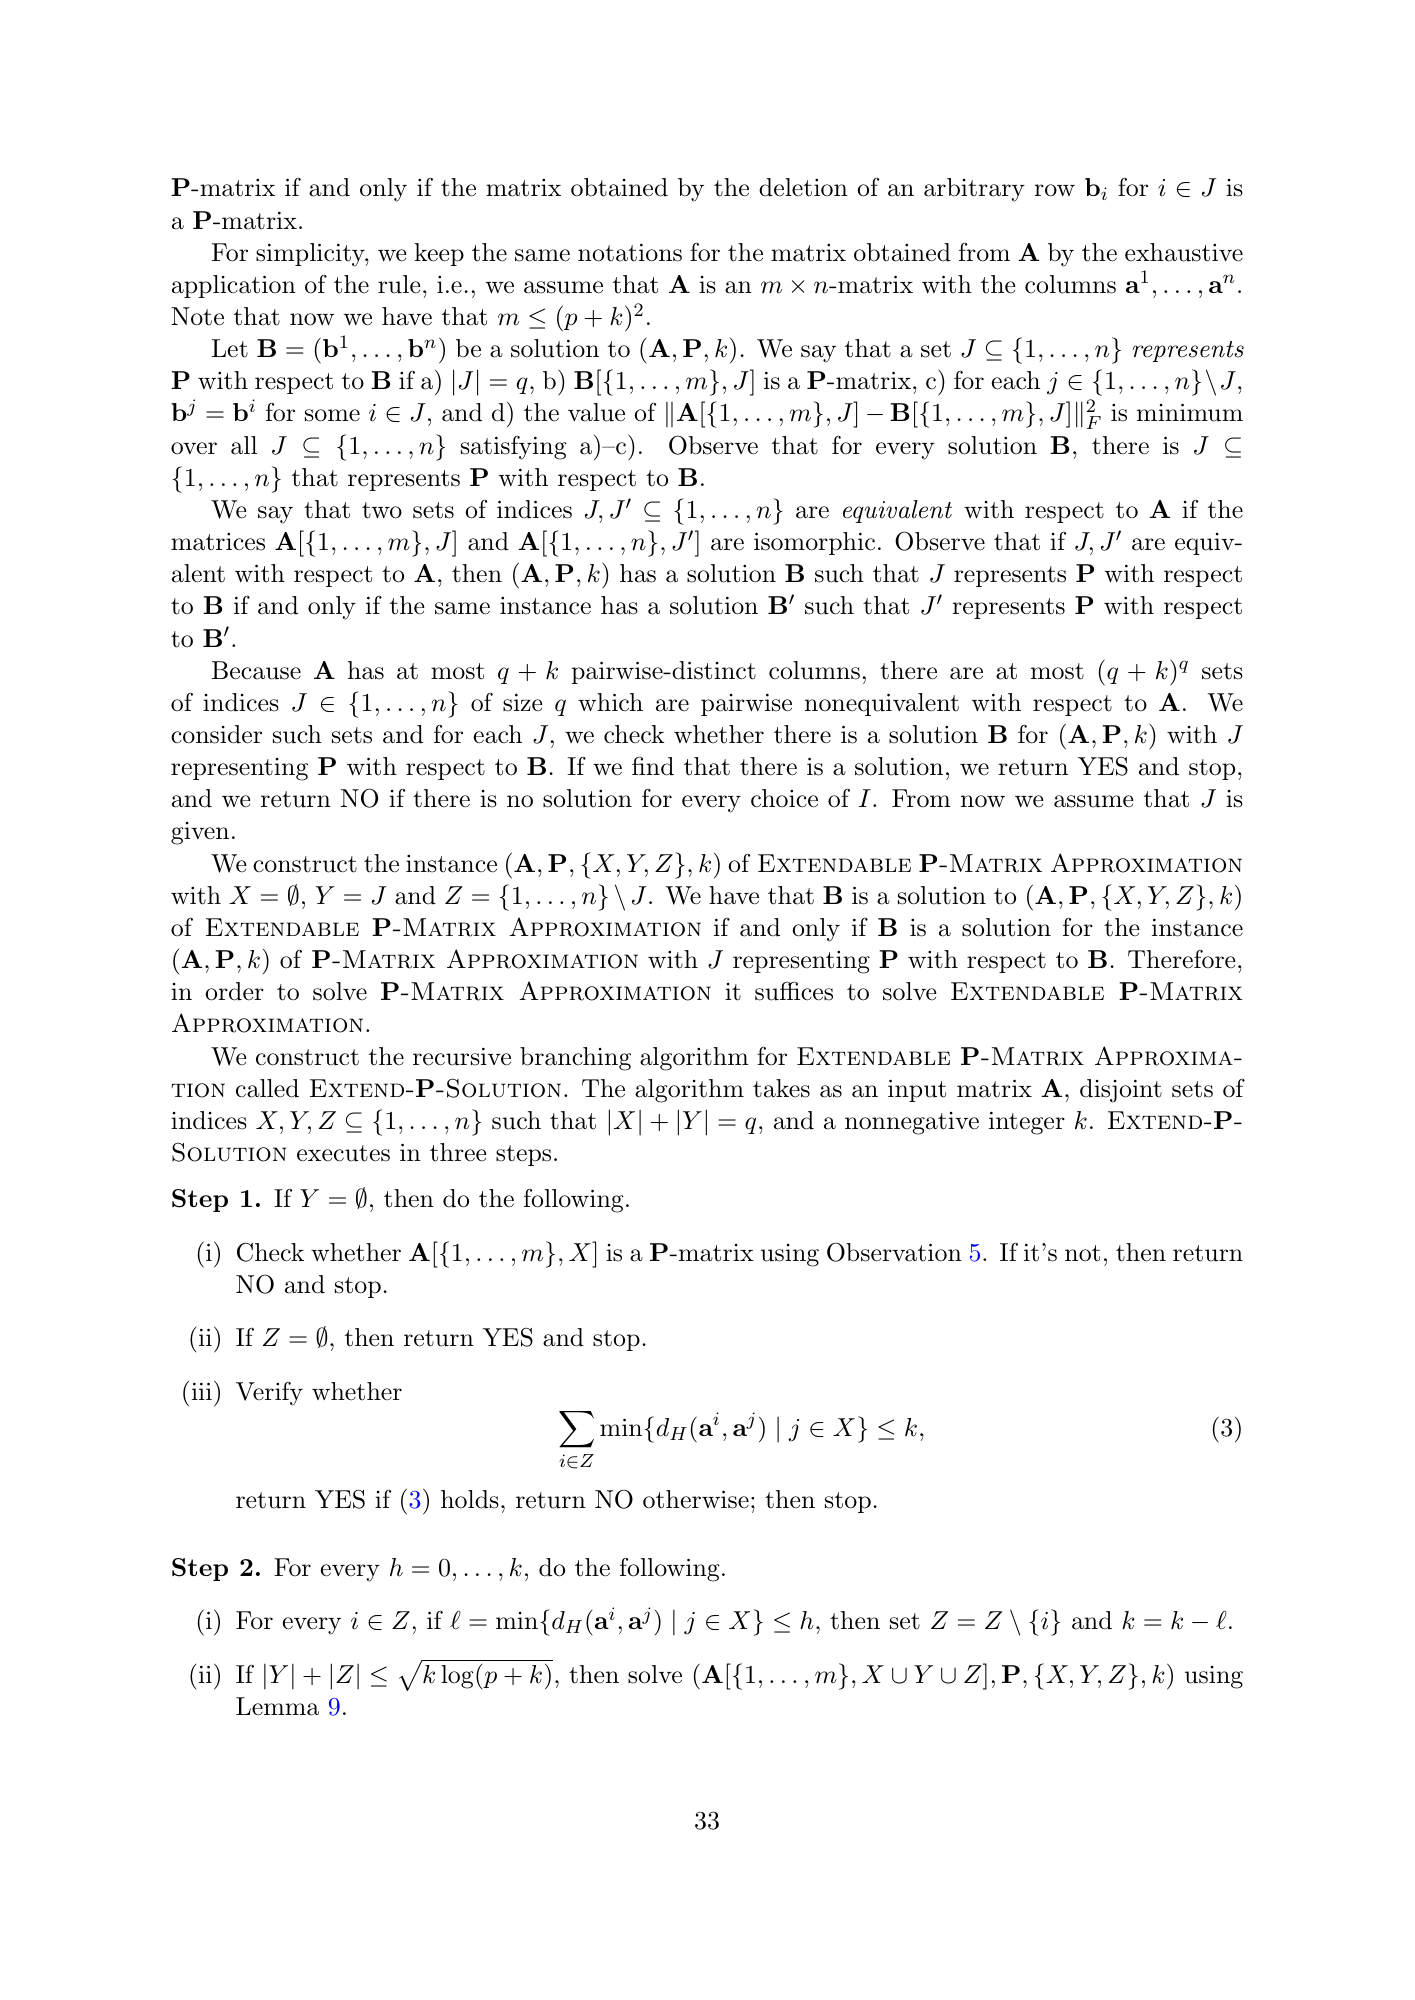 P-matrix if and only if the matrix obtained by the deletion of an arbitrary row b_i for i ∈ J is
a P-matrix.
For simplicity, we keep the same notations for the matrix obtained from A by the exhaustive
application of the rule, i.e., we assume that A is an m × n-matrix with the columns a^1, . . . , a^n.
Note that now we have that m ≤ (p + k)^2.
Let B = (b^1, . . . , b^n) be a solution to (A, P, k). We say that a set J ⊆ {1, . . . , n} represents
P with respect to B if a) |J| = q, b) B[{1, . . . , m}, J] is a P-matrix, c) for each j ∈ {1, . . . , n}\J,
b^j = b^i for some i ∈ J, and d) the value of ‖A[{1, . . . , m}, J] − B[{1, . . . , m}, J]‖_F^2 is minimum
over all J ⊆ {1, . . . , n} satisfying a)–c). Observe that for every solution B, there is J ⊆
{1, . . . , n} that represents P with respect to B.
We say that two sets of indices J, J′ ⊆ {1, . . . , n} are equivalent with respect to A if the
matrices A[{1, . . . , m}, J] and A[{1, . . . , n}, J′] are isomorphic. Observe that if J, J′ are equiv-
alent with respect to A, then (A, P, k) has a solution B such that J represents P with respect
to B if and only if the same instance has a solution B′ such that J′ represents P with respect
to B′.
Because A has at most q + k pairwise-distinct columns, there are at most (q + k)^q sets
of indices J ∈ {1, . . . , n} of size q which are pairwise nonequivalent with respect to A. We
consider such sets and for each J, we check whether there is a solution B for (A, P, k) with J
representing P with respect to B. If we find that there is a solution, we return YES and stop,
and we return NO if there is no solution for every choice of I. From now we assume that J is
given.
We construct the instance (A, P, {X, Y, Z}, k) of Extendable P-Matrix Approximation
with X = ∅, Y = J and Z = {1, . . . , n} \ J. We have that B is a solution to (A, P, {X, Y, Z}, k)
of Extendable P-Matrix Approximation if and only if B is a solution for the instance
(A, P, k) of P-Matrix Approximation with J representing P with respect to B. Therefore,
in order to solve P-Matrix Approximation it suffices to solve Extendable P-Matrix
Approximation.
We construct the recursive branching algorithm for Extendable P-Matrix Approxima-
tion called Extend-P-Solution. The algorithm takes as an input matrix A, disjoint sets of
indices X, Y, Z ⊆ {1, . . . , n} such that |X| + |Y| = q, and a nonnegative integer k. Extend-P-
Solution executes in three steps.
Step 1. If Y = ∅, then do the following.
(i) Check whether A[{1, . . . , m}, X] is a P-matrix using Observation 5. If it's not, then return
NO and stop.
(ii) If Z = ∅, then return YES and stop.
(iii) Verify whether
∑_{i∈Z} min{d_H(a^i, a^j) | j ∈ X} ≤ k, (3)
return YES if (3) holds, return NO otherwise; then stop.
Step 2. For every h = 0, . . . , k, do the following.
(i) For every i ∈ Z, if ℓ = min{d_H(a^i, a^j) | j ∈ X} ≤ h, then set Z = Z \ {i} and k = k − ℓ.
(ii) If |Y| + |Z| ≤ √(k log(p + k)), then solve (A[{1, . . . , m}, X ∪ Y ∪ Z], P, {X, Y, Z}, k) using
Lemma 9.
33